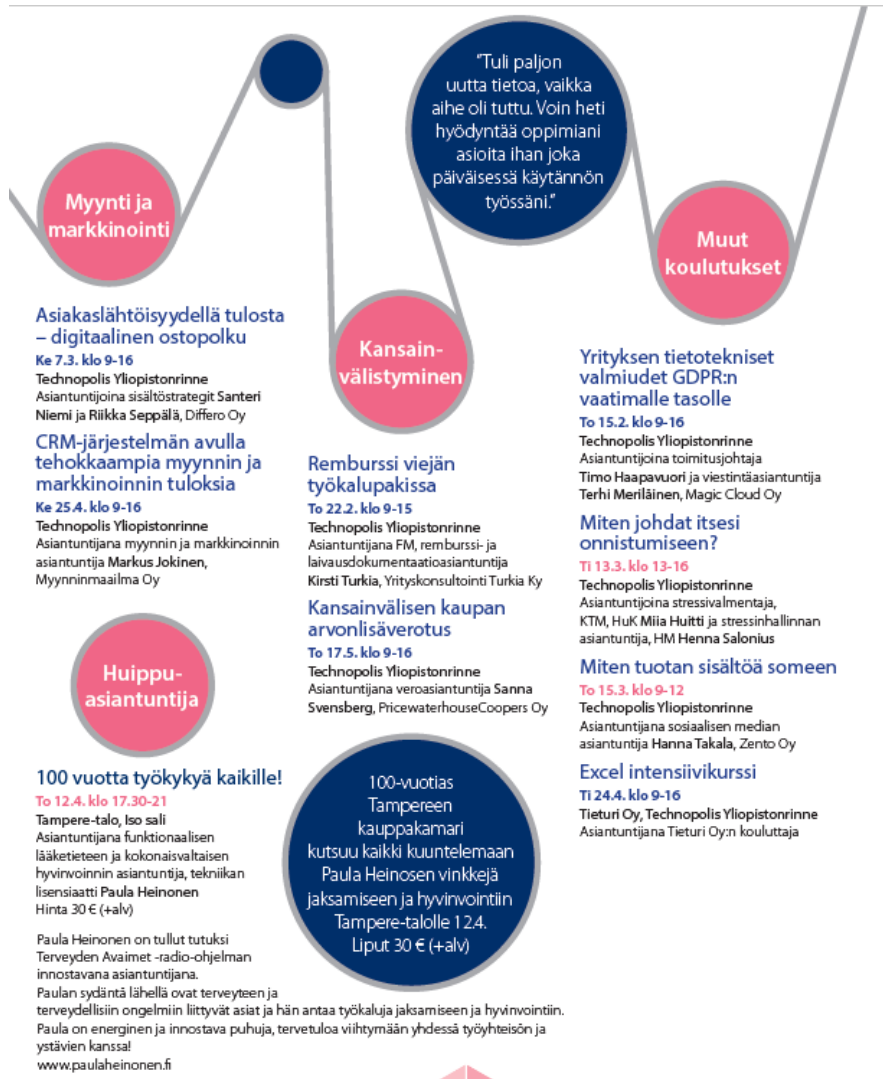 "Tuli paljon
uutta tietoa, vaikka
aihe oli tuttu. Voin heti
hyödyntää oppimiani
asioita ihan joka
päiväisessä käytännön
työssäni."
Myynti ja
markkinointi
Asiakaslähtöisyydellä tulosta
– digitaalinen ostopolku
Ke 7.3. klo 9-16
Technopolis Yliopistonrinne
Asiantuntijoina sisältöstrategit Santeri
Niemi ja Riikka Seppälä, Differo Oy
CRM-järjestelmän avulla
tehokkaampia myynnin ja
markkinoinnin tuloksia
Ke 25.4. klo 9-16
Technopolis Yliopistonrinne
Asiantuntijana myynnin ja markkinoinnin
asiantuntija Markus Jokinen,
Myynninmaailma Oy
Huippu-
asiantuntija
100 vuotta työkykyä kaikille!
To 12.4. klo 17.30-21
Tampere-talo, Iso sali
Asiantuntijana funktionaalisen
lääketieteen ja kokonaisvaltaisen
hyvinvoinnin asiantuntija, tekniikan
lisensiaatti Paula Heinonen
Hinta 30 € (+alv)
Paula Heinonen on tullut tutuksi
Terveyden Avaimet -radio-ohjelman
innostavana asiantuntijana.
Paulan sydäntä lähellä ovat terveyteen ja
terveydellisiin ongelmiin liittyvät asiat ja hän antaa työkaluja jaksamiseen ja hyvinvointiin.
Paula on energinen ja innostava puhuja, tervetuloa viihtymään yhdessä työyhteisön ja
ystävien kanssa!
www.paulaheinonen.fi
Kansain-
välistyminen
Remburssi viejän
työkalupakissa
To 22.2. klo 9-15
Technopolis Yliopistonrinne
Asiantuntijana FM, remburssi- ja
laivausdokumentaatioasiantuntija
Kirsti Turkia, Yrityskonsultointi Turkia Ky
Kansainvälisen kaupan
arvonlisäverotus
To 17.5. klo 9-16
Technopolis Yliopistonrinne
Asiantuntijana veroasiantuntija Sanna
Svensberg, PricewaterhouseCoopers Oy
100-vuotias
Tampereen
kauppakamari
kutsuu kaikki kuuntelemaan
Paula Heinosen vinkkejä
jaksamiseen ja hyvinvointiin
Tampere-talolle 12.4.
Liput 30 € (+alv)
Muut
koulutukset
Yrityksen tietotekniset
valmiudet GDPR:n
vaatimalle tasolle
To 15.2. klo 9-16
Technopolis Yliopistonrinne
Asiantuntijoina toimitusjohtaja
Timo Haapavuori ja viestintäasiantuntija
Terhi Meriläinen, Magic Cloud Oy
Miten johdat itsesi
onnistumiseen?
Ti 13.3. klo 13-16
Technopolis Yliopistonrinne
Asiantuntijoina stressivalmentaja,
KTM, HuK Miia Huitti ja stressinhallinnan
asiantuntija, HM Henna Salonius
Miten tuotan sisältöä someen
To 15.3. klo 9-12
Technopolis Yliopistonrinne
Asiantuntijana sosiaalisen median
asiantuntija Hanna Takala, Zento Oy
Excel intensiivikurssi
Ti 24.4. klo 9-16
Tieturi Oy, Technopolis Yliopistonrinne
Asiantuntijana Tieturi Oy:n kouluttaja